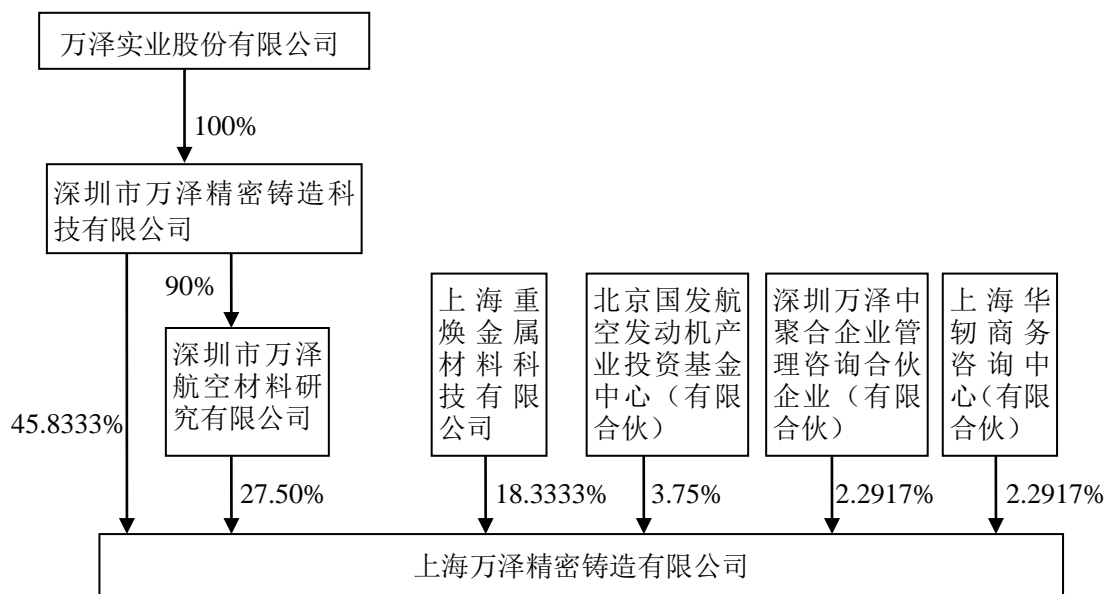 万泽实业股份有限公司
100%
深圳市万泽精密铸造科
技有限公司
90%
45.8333%
深圳市万泽
航空材料研
究有限公司
27.50%
上海重
焕金属
材料科
技有限
公司
18.3333%
北京国发航
空发动机产
业投资基金
中心（有限
合伙）
3.75%
深圳万泽中
聚合企业管
理咨询合伙
企业（有限
合伙）
2.2917%
上海华
轫商务
咨询中
心(有限
合伙）
2.2917%
上海万泽精密铸造有限公司